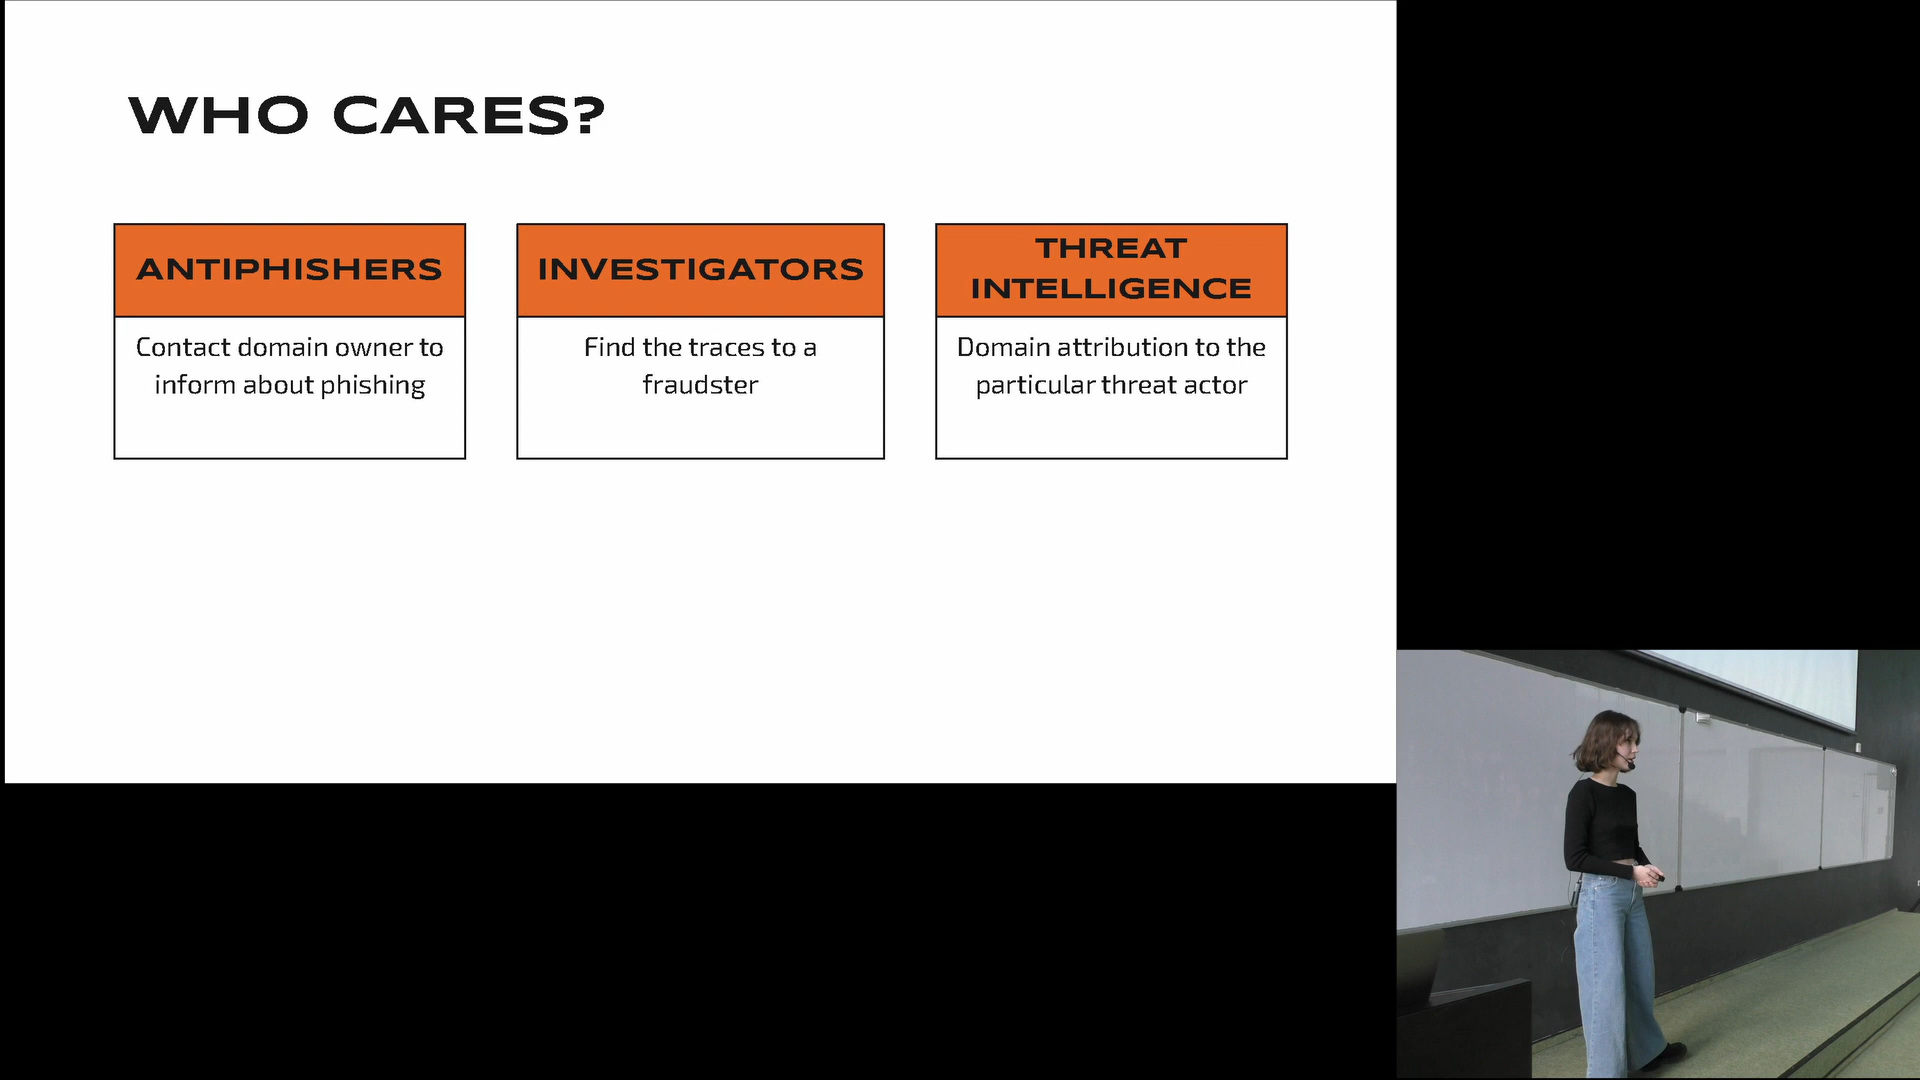 WHO CARES?
ANTIPHISHERS
Contact domain owner to
inform about phishing
INVESTIGATORS
Find the traces to a
fraudster
THREAT
INTELLIGENCE
Domain attribution to the
particular threat actor